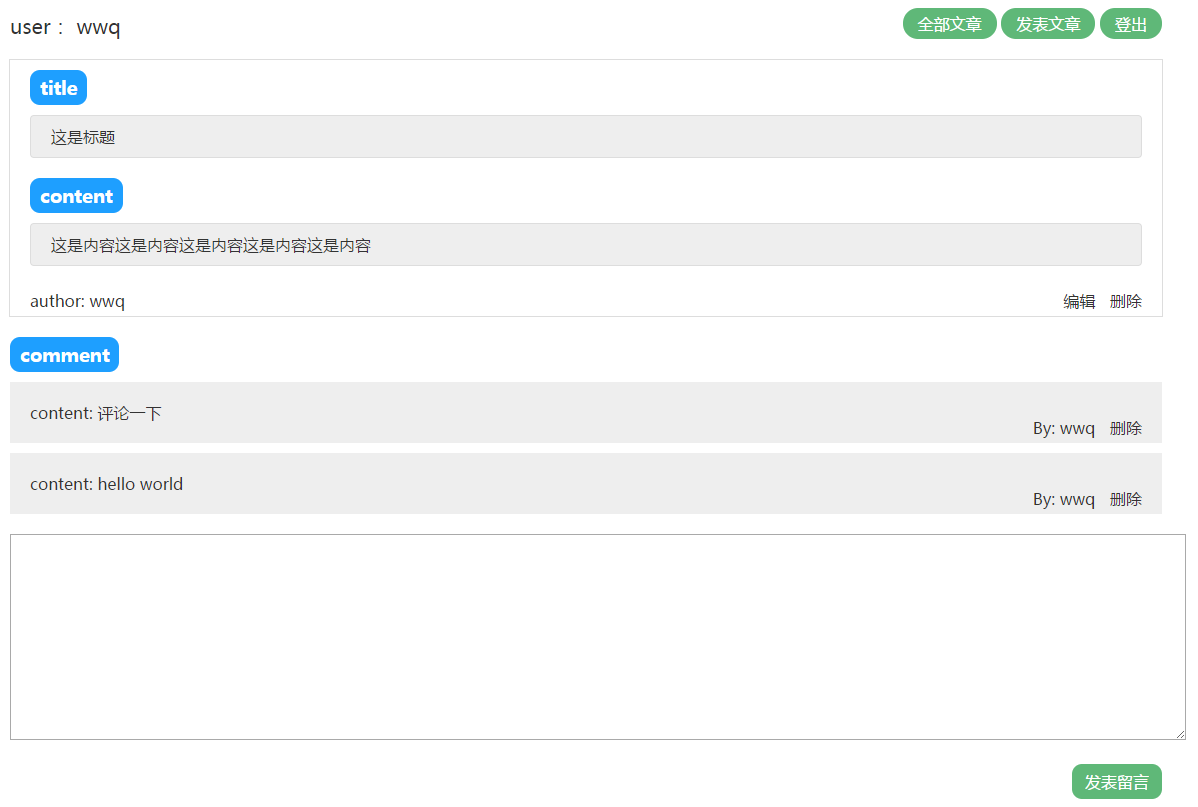 user： wwq
全部文章 发表文章 登出
title
这是标题
content
这是内容这是内容这是内容这是内容这是内容
author: wwq
编辑 删除
comment
content: 评论一下
By: wwq 删除
content: hello world
By: wwq 删除
发表留言